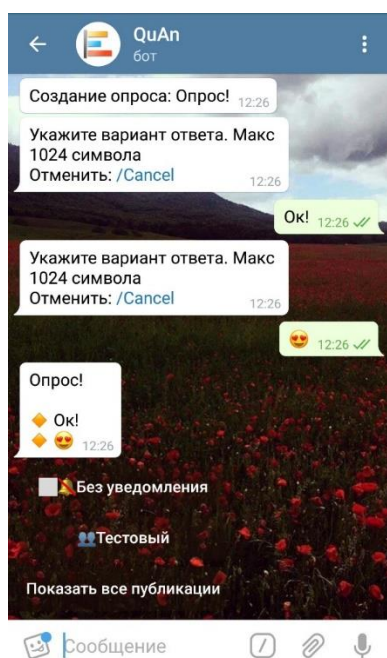 QuAn
бот
Создание опроса: Опрос! 12:26
Укажите вариант ответа. Макс
1024 символа
Отменить: /Cancel 12:26
Ок! 12:26
Укажите вариант ответа. Макс
1024 символа
Отменить: /Cancel 12:26
😍 12:26
Опрос!
🔸 Ок!
🔸 😍 12:26
Без уведомления
Тестовый
Показать все публикации
Сообщение